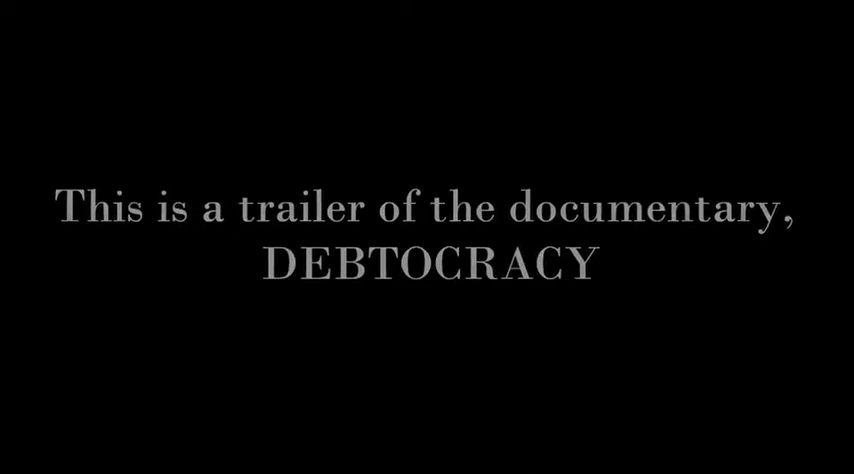 This is a trailer of the documentary,
DEBTOCRACY